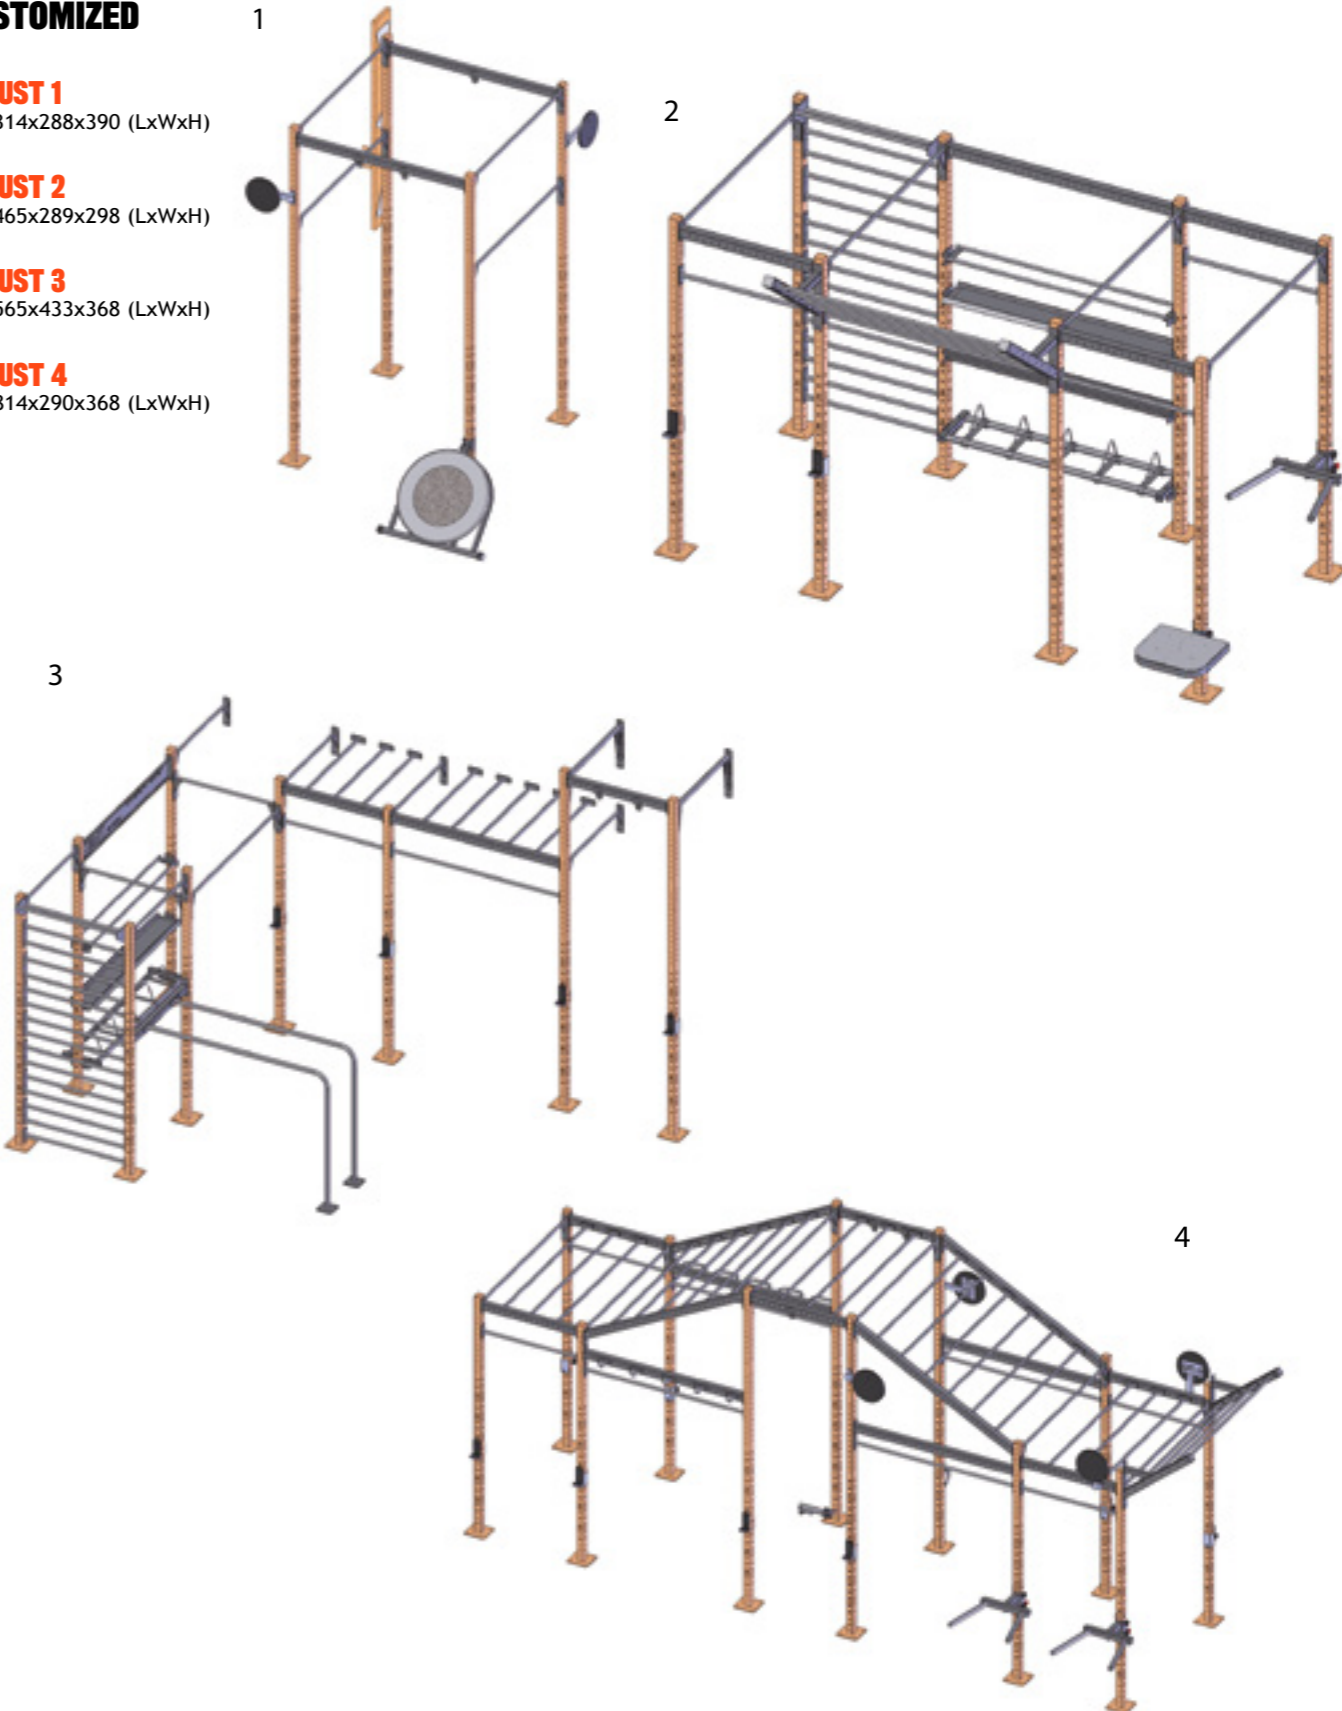 STOMIZED
1
UST 1
314x288x390 (LxWxH)
2
UST 2
465x289x298 (LxWxH)
UST 3
565x433x368 (LxWxH)
UST 4
314x290x368 (LxWxH)
3
4